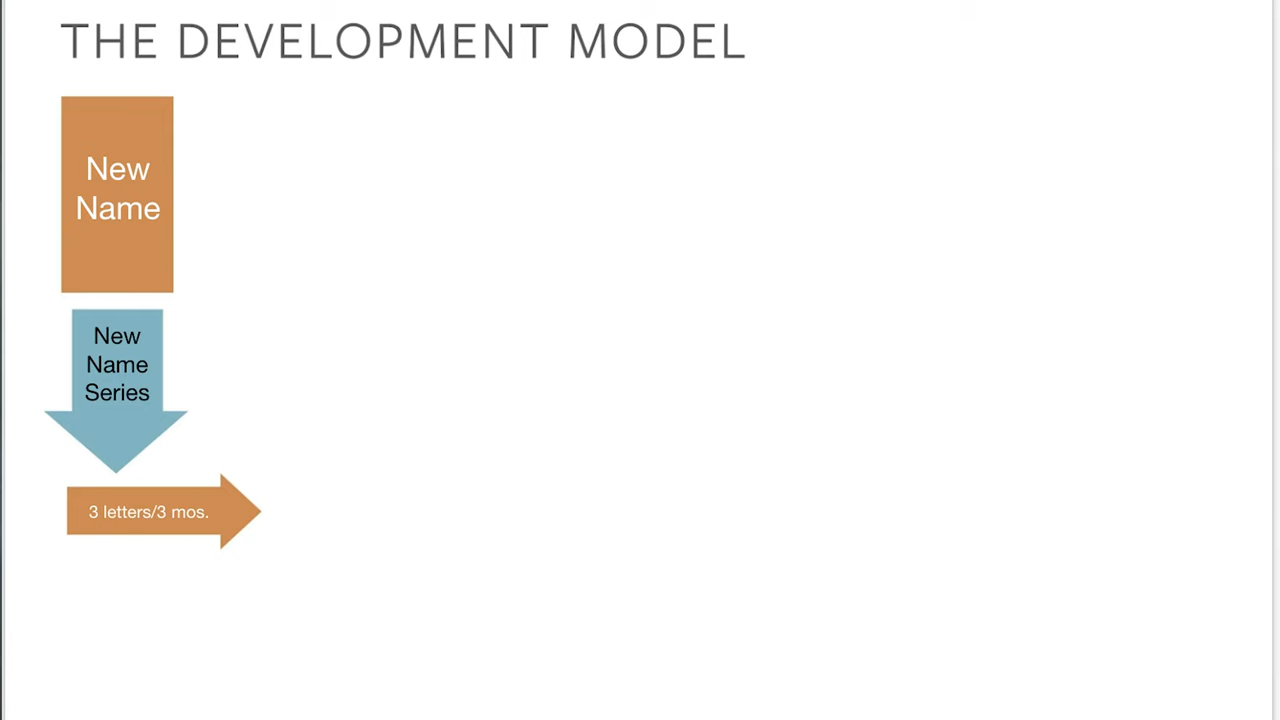 THE DEVELOPMENT MODEL
New
Name
New
Name
Series
3 letters/3 mos.